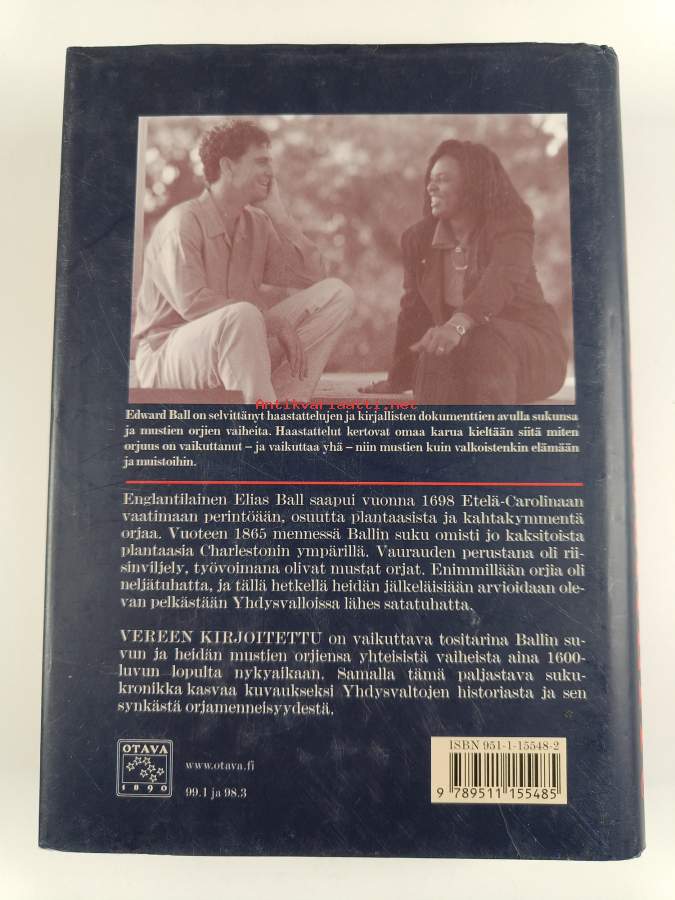 Antikvariaatti.net
Edward Ball on selvittänyt haastattelujen ja kirjallisten dokumenttien avulla sukunsa
ja mustien orjien vaiheita. Haastattelut kertovat omaa karua kieltään siitä miten
orjuus on vaikuttanut – ja vaikuttaa yhä – niin mustien kuin valkoistenkin elämään
ja muistoihin.
Englantilainen Elias Ball saapui vuonna 1698 Etelä-Carolinaan
vaatimaan perintöään, osuutta plantaasista ja kahtakymmentä
orjaa. Vuoteen 1865 mennessä Ballin suku omisti jo kaksitoista
plantaasia Charlestonin ympärillä. Vaurauden perustana oli rii-
sinviljely, työvoimana olivat mustat orjat. Enimmillään orjia oli
neljätuhatta, ja tällä hetkellä heidän jälkeläisiään arvioidaan ole-
van pelkästään Yhdysvalloissa lähes satatuhatta.
VEREEN KIRJOITETTU on vaikuttava tositarina Ballin su-
vun ja heidän mustien orjiensa yhteisistä vaiheista aina 1600-
luvun lopulta nykyaikaan. Samalla tämä paljastava suku-
kronikka kasvaa kuvaukseksi Yhdysvaltojen historiasta ja sen
synkästä orjamenneisyydestä.
OTAVA
1890
www.otava.fi
99.1 ja 98.3
ISBN 951-1-15548-2
9 789511 155485